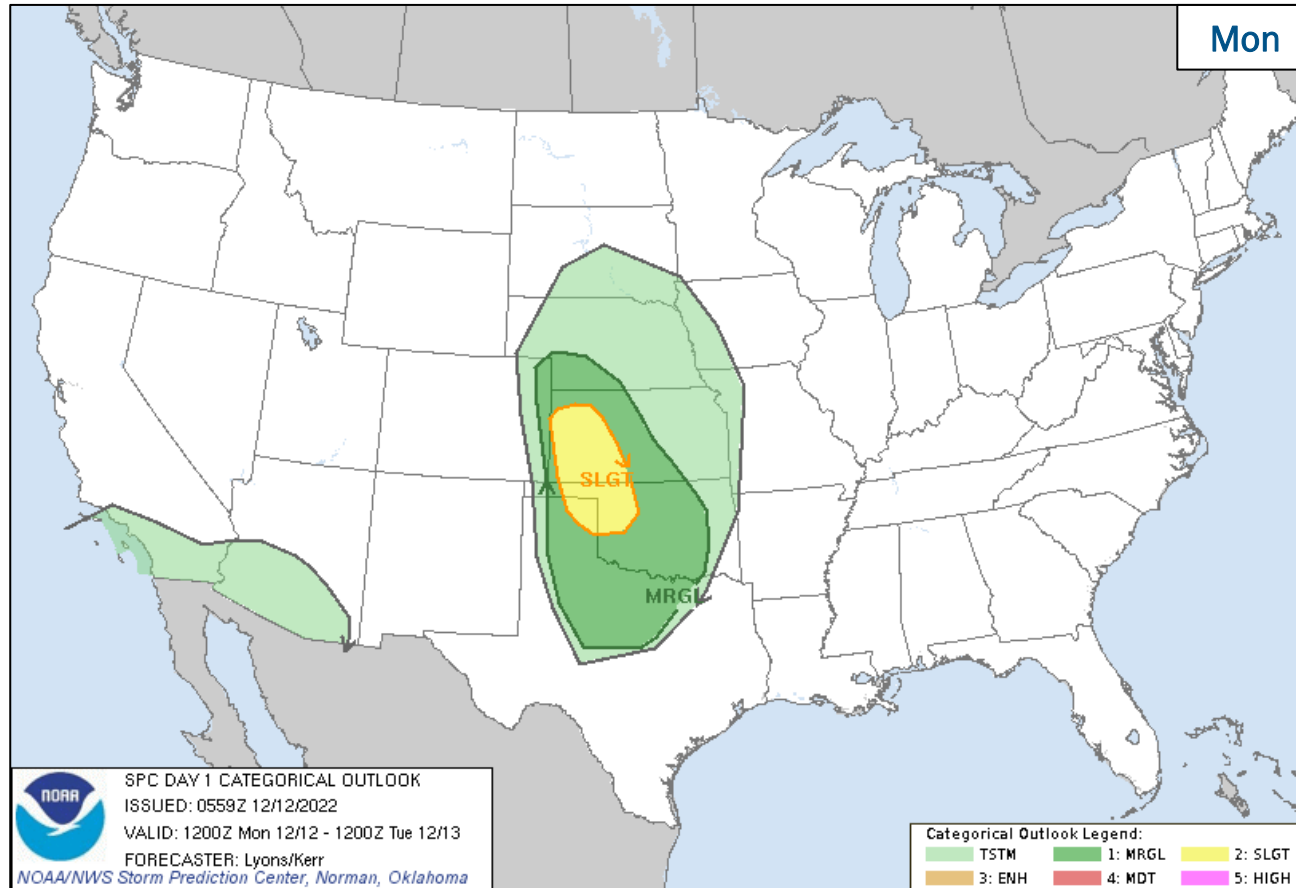 Mon
SLGT
MRGL
NOAA
SPC DAY 1 CATEGORICAL OUTLOOK
ISSUED: 0559Z 12/12/2022
VALID: 1200Z Mon 12/12 - 1200Z Tue 12/13
FORECASTER: Lyons/Kerr
NOAA/NWS Storm Prediction Center, Norman, Oklahoma
Categorical Outlook Legend:
TSTM 1: MRGL 2: SLGT
3: ENH 4: MDT 5: HIGH